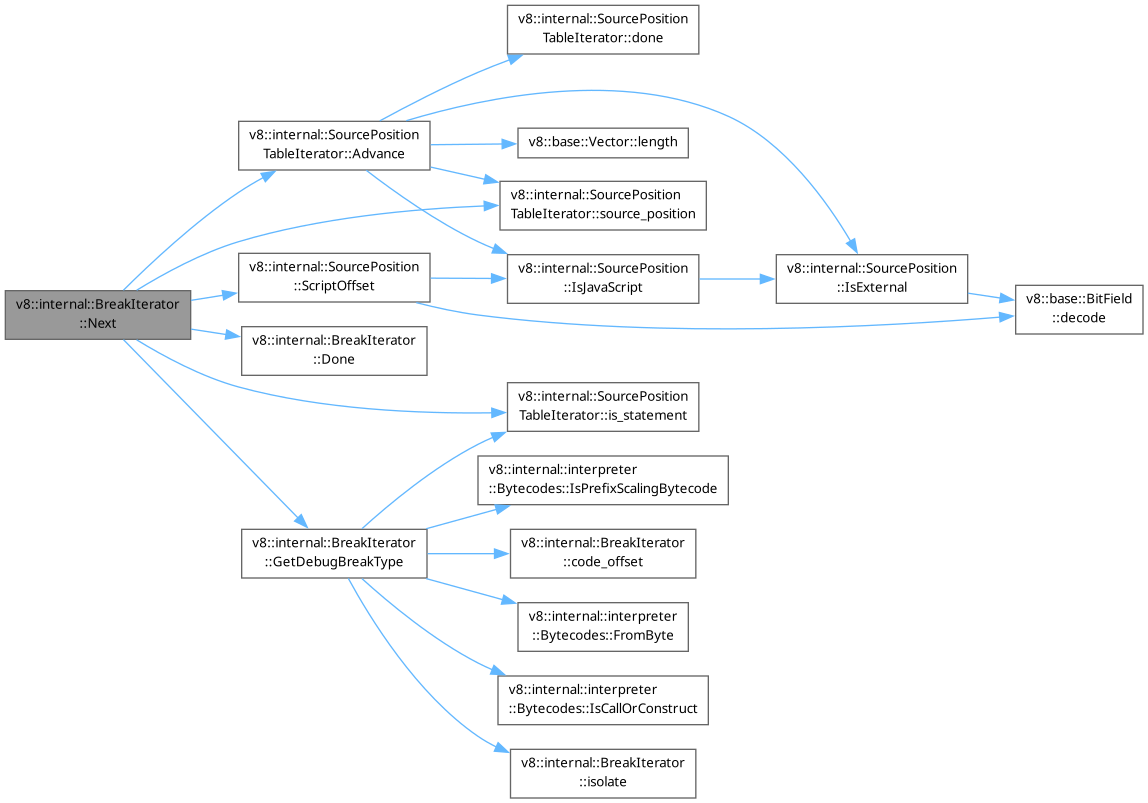 v8::internal::SourcePosition
TableIterator::done
v8::internal::SourcePosition
TableIterator::Advance
v8::base::Vector::length
v8::internal::SourcePosition
TableIterator::source_position
v8::internal::SourcePosition
::ScriptOffset
v8::internal::SourcePosition
::IsJavaScript
v8::internal::SourcePosition
::IsExternal
v8::base::BitField
::decode
v8::internal::BreakIterator
::Next
v8::internal::BreakIterator
::Done
v8::internal::SourcePosition
TableIterator::is_statement
v8::internal::interpreter
::Bytecodes::IsPrefixScalingBytecode
v8::internal::BreakIterator
::GetDebugBreakType
v8::internal::BreakIterator
::code_offset
v8::internal::interpreter
::Bytecodes::FromByte
v8::internal::interpreter
::Bytecodes::IsCallOrConstruct
v8::internal::BreakIterator
::isolate